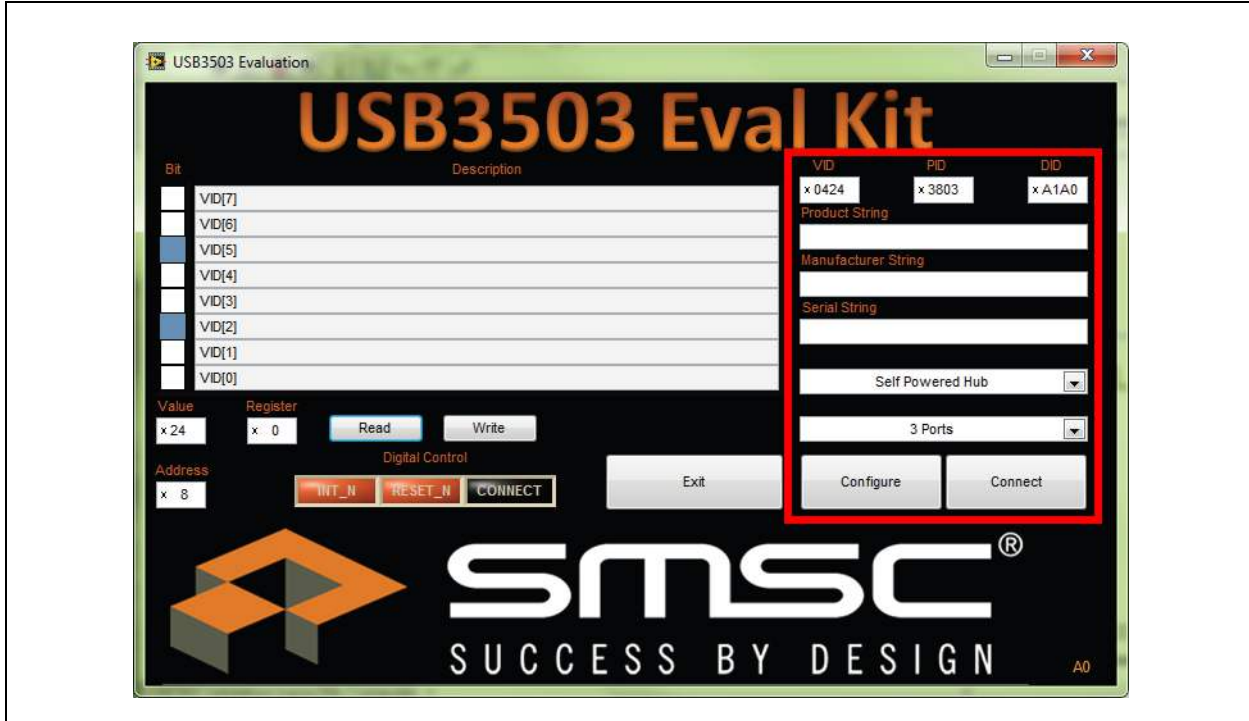 USB3503 Evaluation
USB3503 Eval Kit
Bit Description
VID[7]
VID[6]
VID[5]
VID[4]
VID[3]
VID[2]
VID[1]
VID[0]
Value Register
x 24 x 0 Read Write
Digital Control
Address
x 8 INT_N RESET_N CONNECT Exit
VID PID DID
x 0424 x 3803 x A1A0
Product String
Manufacturer String
Serial String
Self Powered Hub
3 Ports
Configure Connect
smsc®
SUCCESS BY DESIGN
A0